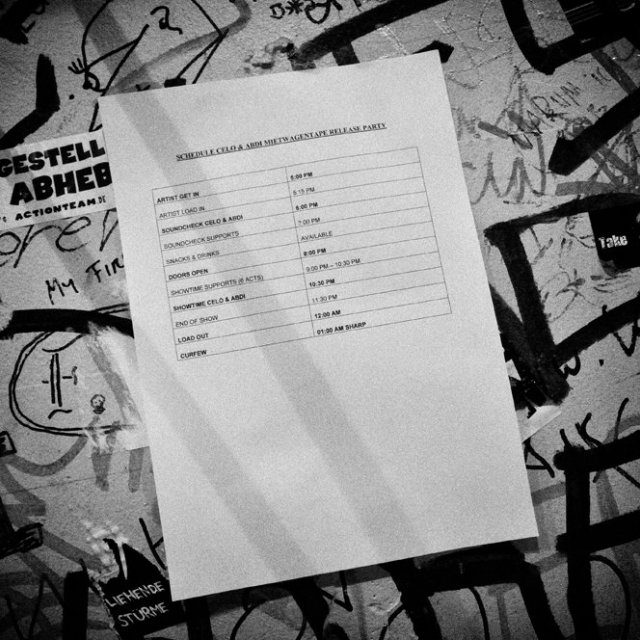 SCHEDULE CELO & ABDI MIETWAGENTAPE RELEASE PARTY
ARTIST GET IN 5:00 PM
ARTIST LOAD IN 5:15 PM
SOUNDCHECK CELO & ABDI 6:00 PM
SOUNDCHECK SUPPORTS 7:00 PM
SNACKS & DRINKS AVAILABLE
DOORS OPEN 8:00 PM
SHOWTIME SUPPORTS (6 ACTS) 9:00 PM – 10:30 PM
SHOWTIME CELO & ABDI 10:30 PM
END OF SHOW 11:30 PM
LOAD OUT 12:00 AM
CURFEW 01:00 AM SHARP
GESTELL
ABHEB
ACTIONTEAM
MY
Take
STURME